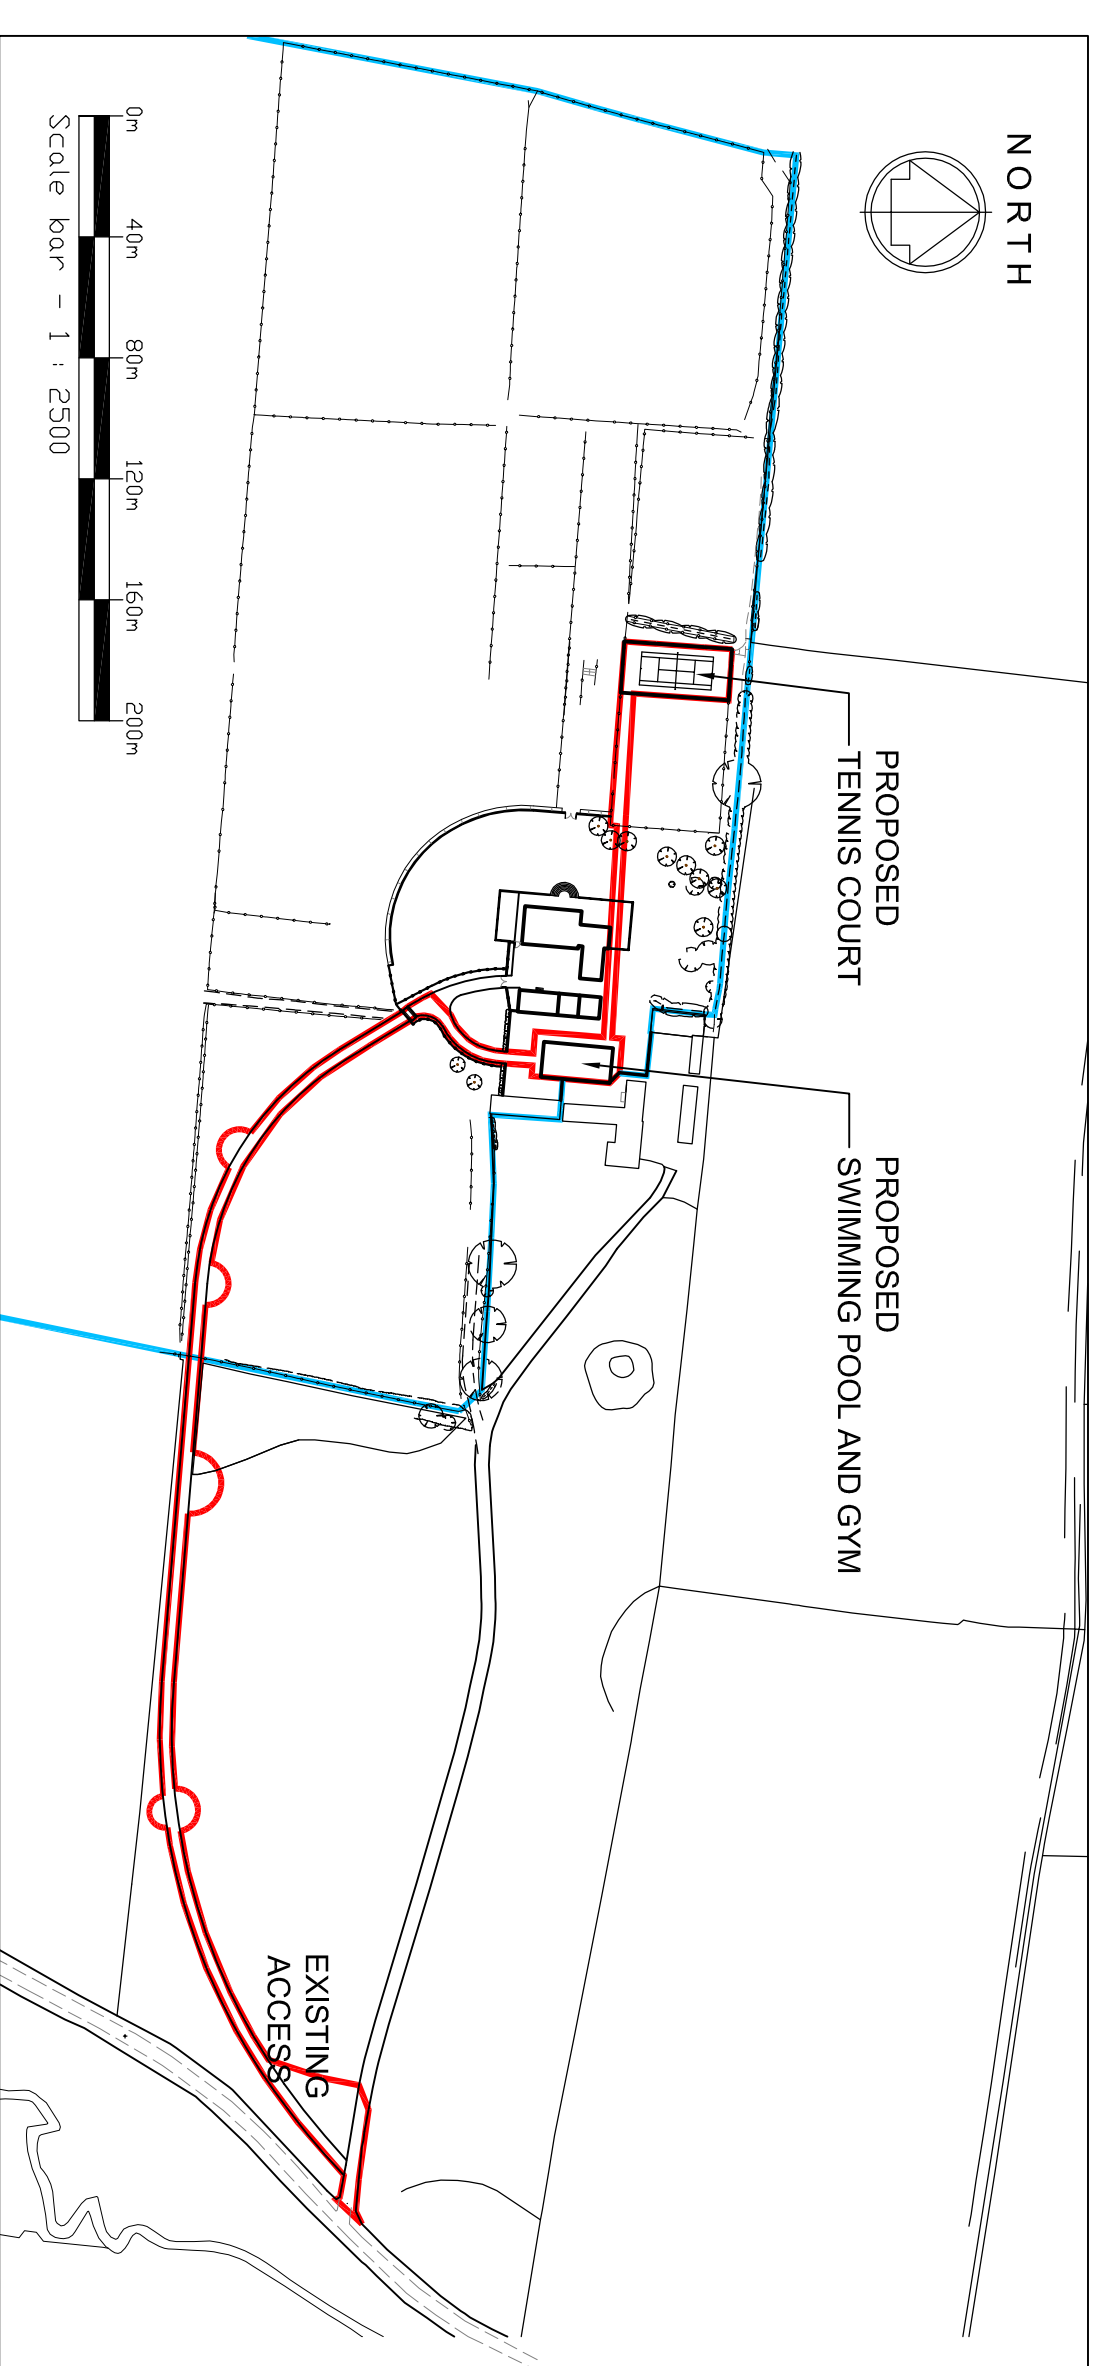 NORTH
PROPOSED
TENNIS COURT
PROPOSED
SWIMMING POOL AND GYM
EXISTING
ACCESS
0m 40m 80m 120m 160m 200m
Scale bar - 1 : 2500